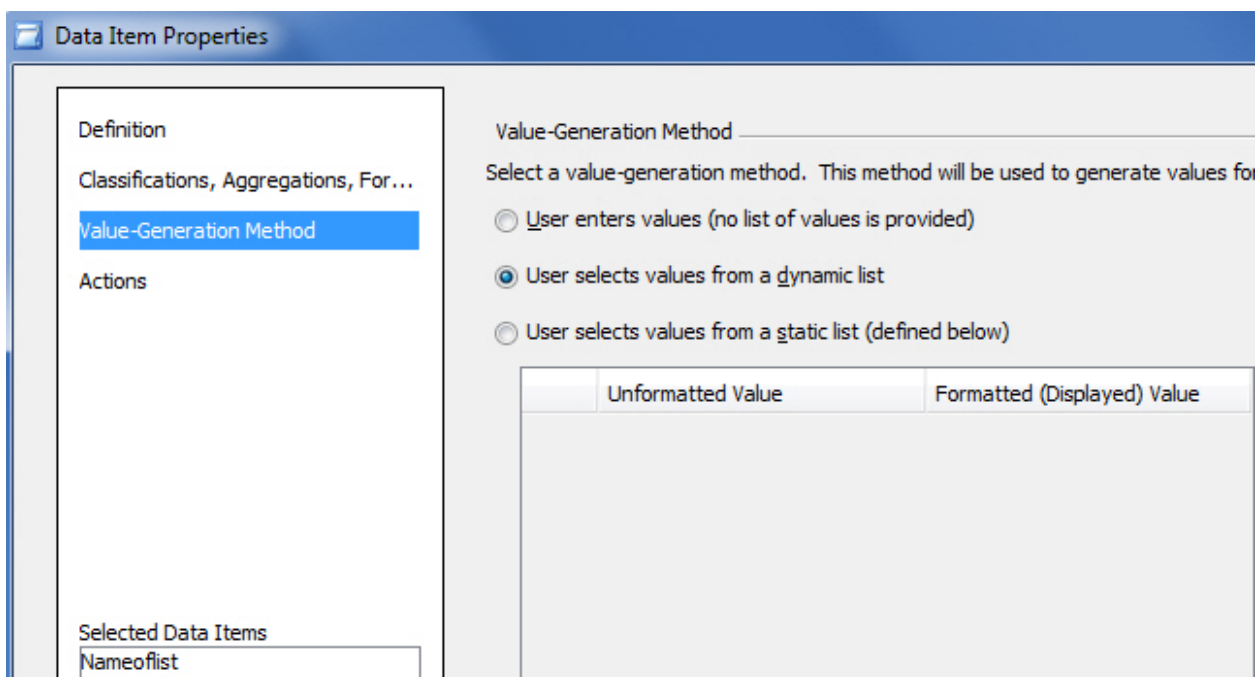 Data Item Properties
Definition
Classifications, Aggregations, For...
Value-Generation Method
Actions
Selected Data Items
Nameoflist
Value-Generation Method
Select a value-generation method. This method will be used to generate values for
User enters values (no list of values is provided)
User selects values from a dynamic list
User selects values from a static list (defined below)
Unformatted Value Formatted (Displayed) Value